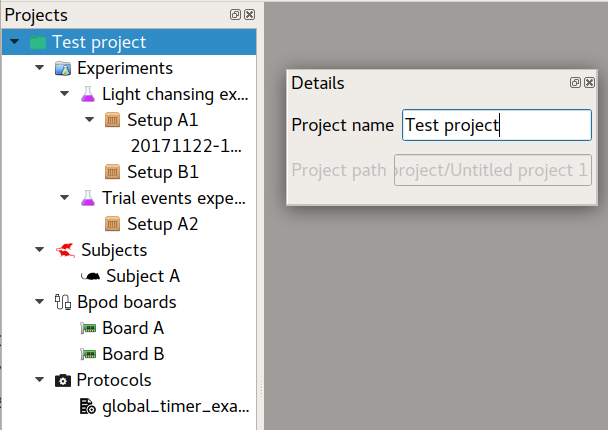 Projects
Test project
Experiments
Light chansing ex...
Setup A1
20171122-1...
Setup B1
Trial events expe...
Setup A2
Subjects
Subject A
Bpod boards
Board A
Board B
Protocols
global_timer_exa...
Details
Project name Test project
Project path project/Untitled project 1